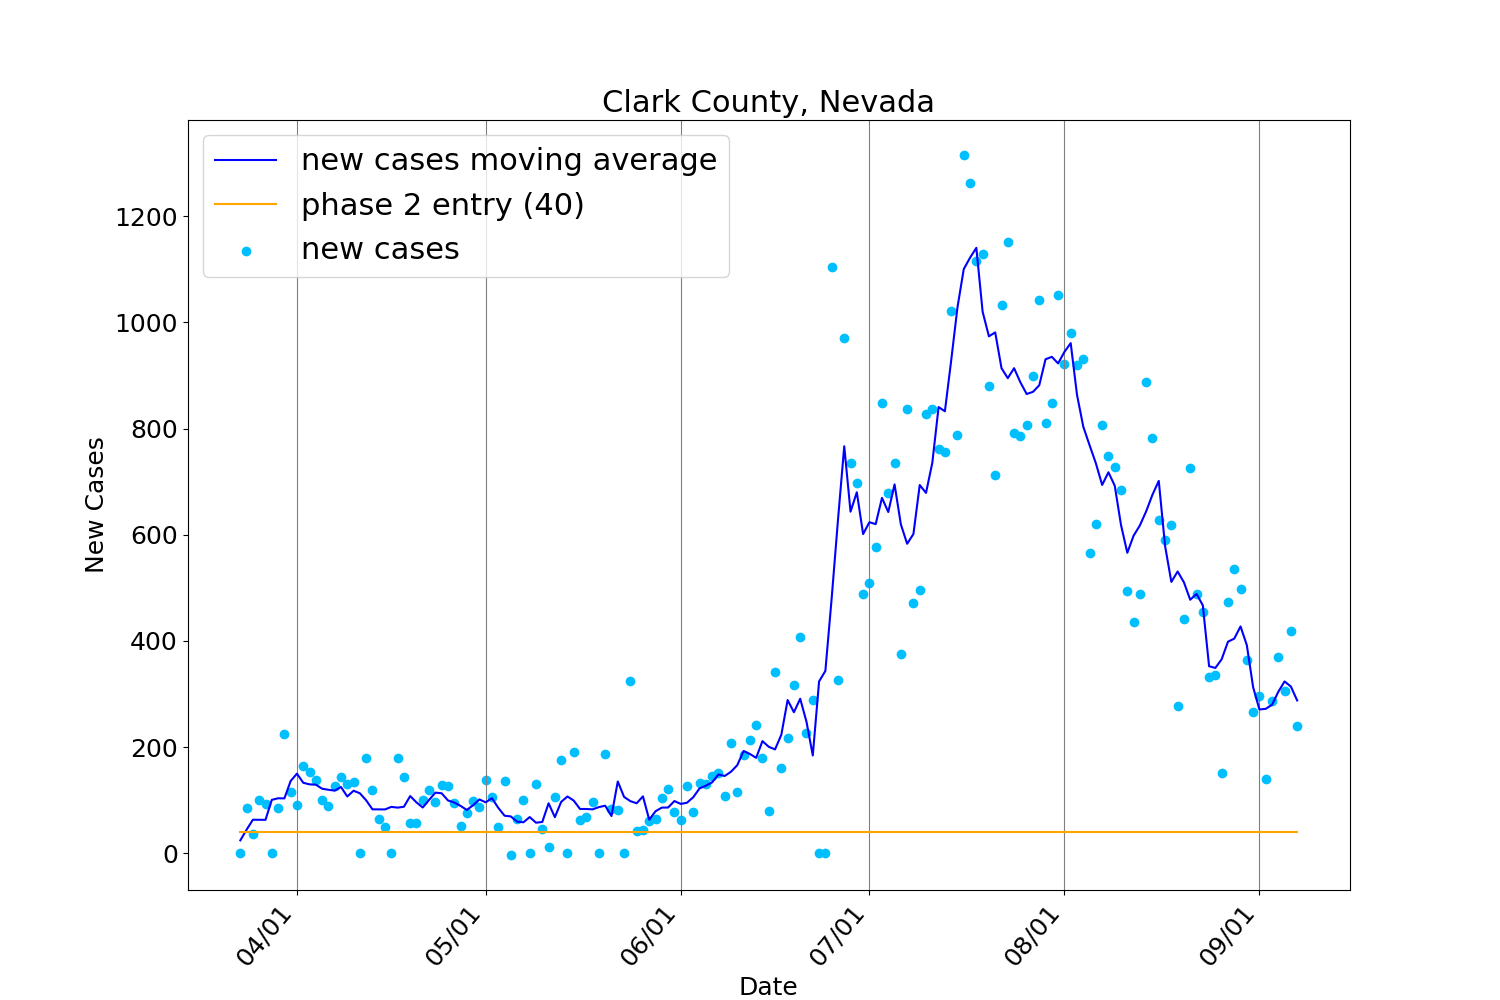 Clark County, Nevada
new cases moving average
phase 2 entry (40)
new cases
New Cases
1200
1000
800
600
400
200
0
04/01
05/01
06/01
07/01
08/01
09/01
Date